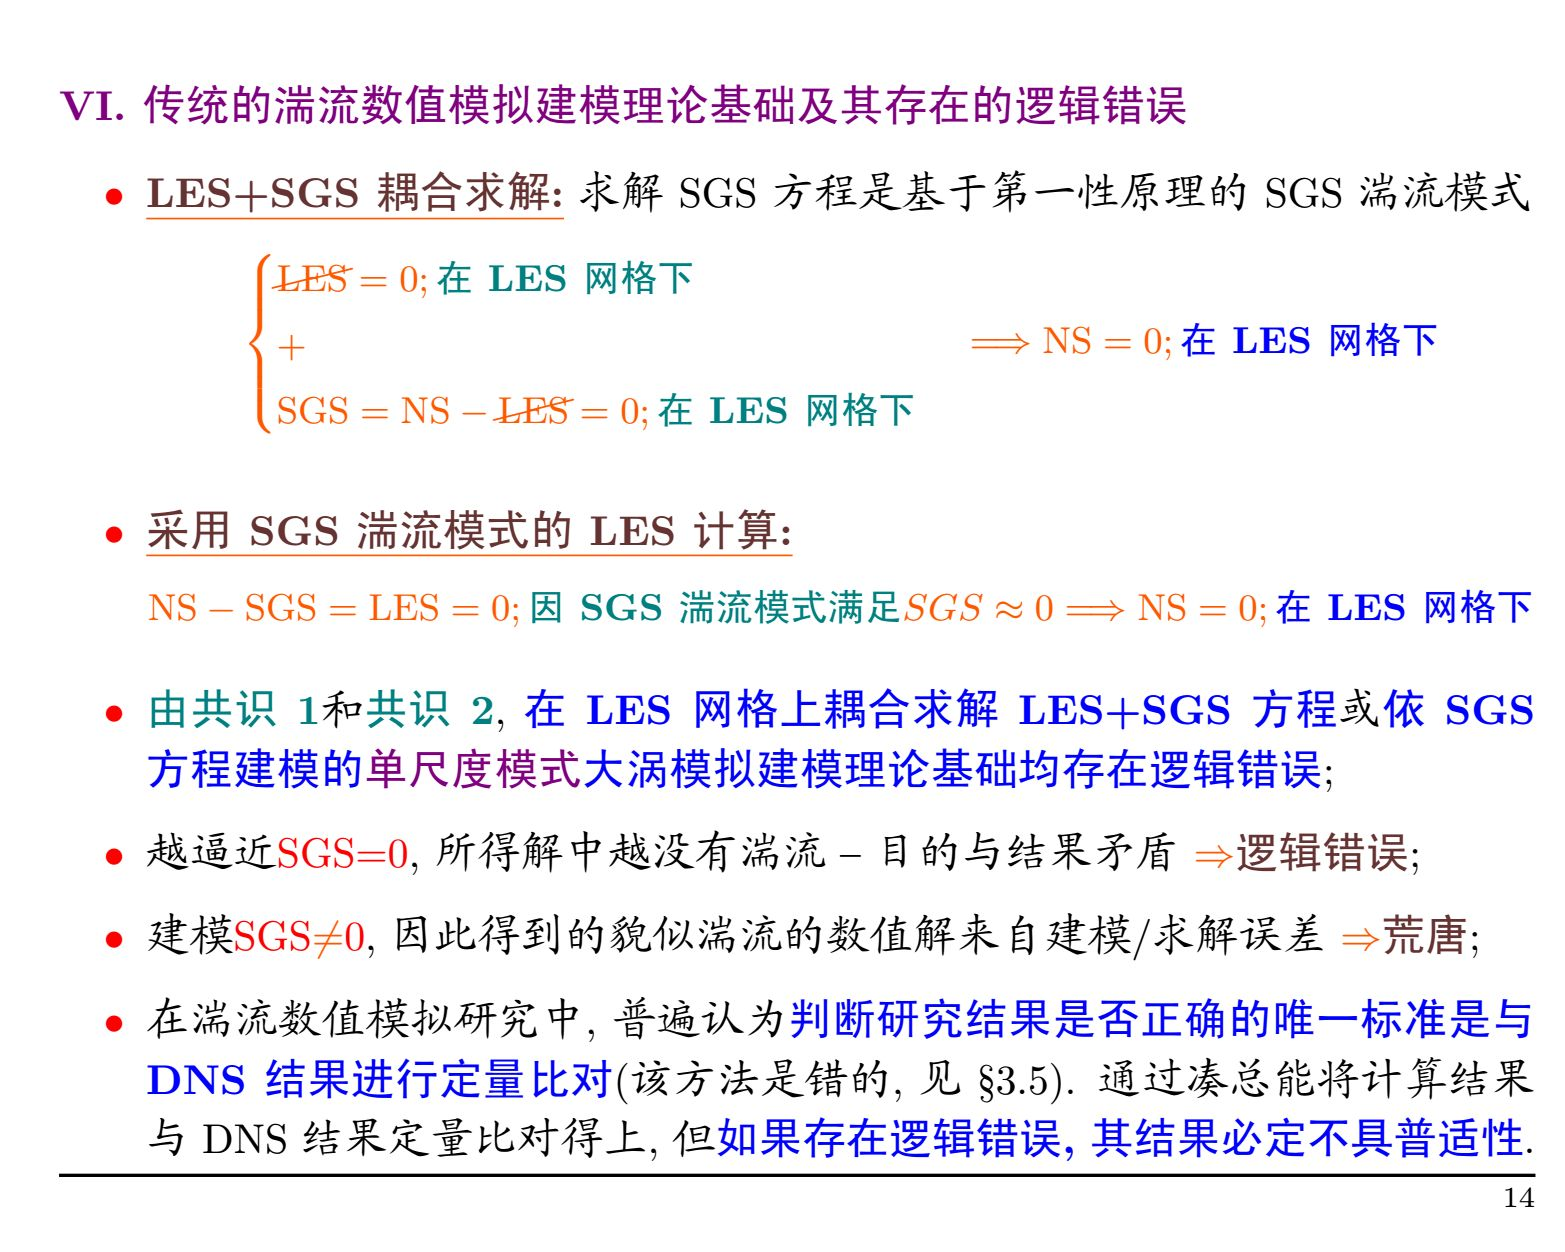 VI. 传统的湍流数值模拟建模理论基础及其存在的逻辑错误
• LES+SGS 耦合求解: 求解 SGS 方程是基于第一性原理的 SGS 湍流模式
LES = 0; 在 LES 网格下
+
⟹ NS = 0; 在 LES 网格下
SGS = NS − LES = 0; 在 LES 网格下
• 采用 SGS 湍流模式的 LES 计算:
NS − SGS = LES = 0; 因 SGS 湍流模式满足SGS ≈ 0 ⟹ NS = 0; 在 LES 网格下
• 由共识 1和共识 2, 在 LES 网格上耦合求解 LES+SGS 方程或依 SGS
方程建模的单尺度模式大涡模拟建模理论基础均存在逻辑错误;
• 越逼近SGS=0, 所得解中越没有湍流 – 目的与结果矛盾 ⇒逻辑错误;
• 建模SGS≠0, 因此得到的貌似湍流的数值解来自建模/求解误差 ⇒荒唐;
• 在湍流数值模拟研究中, 普遍认为判断研究结果是否正确的唯一标准是与
DNS 结果进行定量比对(该方法是错的, 见 §3.5). 通过凑总能将计算结果
与 DNS 结果定量比对得上, 但如果存在逻辑错误, 其结果必定不具普适性.
14